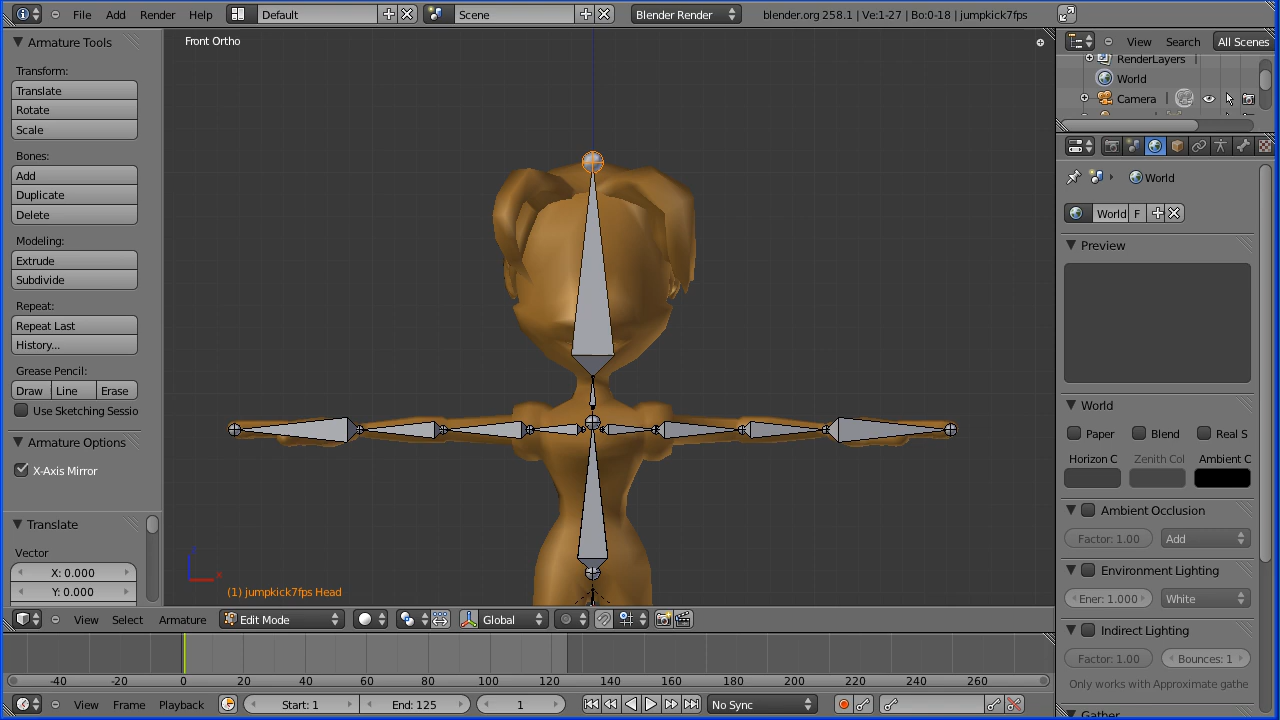 File Add Render Help Default Scene Blender Render blender.org 258.1 | Ve:1-27 | Bo:0-18 | jumpkick7fps
Armature Tools
Transform:
Translate
Rotate
Scale
Bones:
Add
Duplicate
Delete
Modeling:
Extrude
Subdivide
Repeat:
Repeat Last
History...
Grease Pencil:
Draw Line Erase
Use Sketching Sessio
Armature Options
X-Axis Mirror
Translate
Vector
X: 0.000
Y: 0.000
Front Ortho
(1) jumpkick7fps Head
View Select Armature Edit Mode Global
-40 -20 0 20 40 60 80 100 120 140 160 180 200 220 240 260
View Frame Playback Start: 1 End: 125 1 No Sync
View Search All Scenes
RenderLayers
World
Camera
World
World F
Preview
World
Paper Blend Real S
Horizon C Zenith Col Ambient C
Ambient Occlusion
Factor: 1.00 Add
Environment Lighting
Ener: 1.000 White
Indirect Lighting
Factor: 1.00 Bounces: 1
Only works with Approximate gathe
Gather